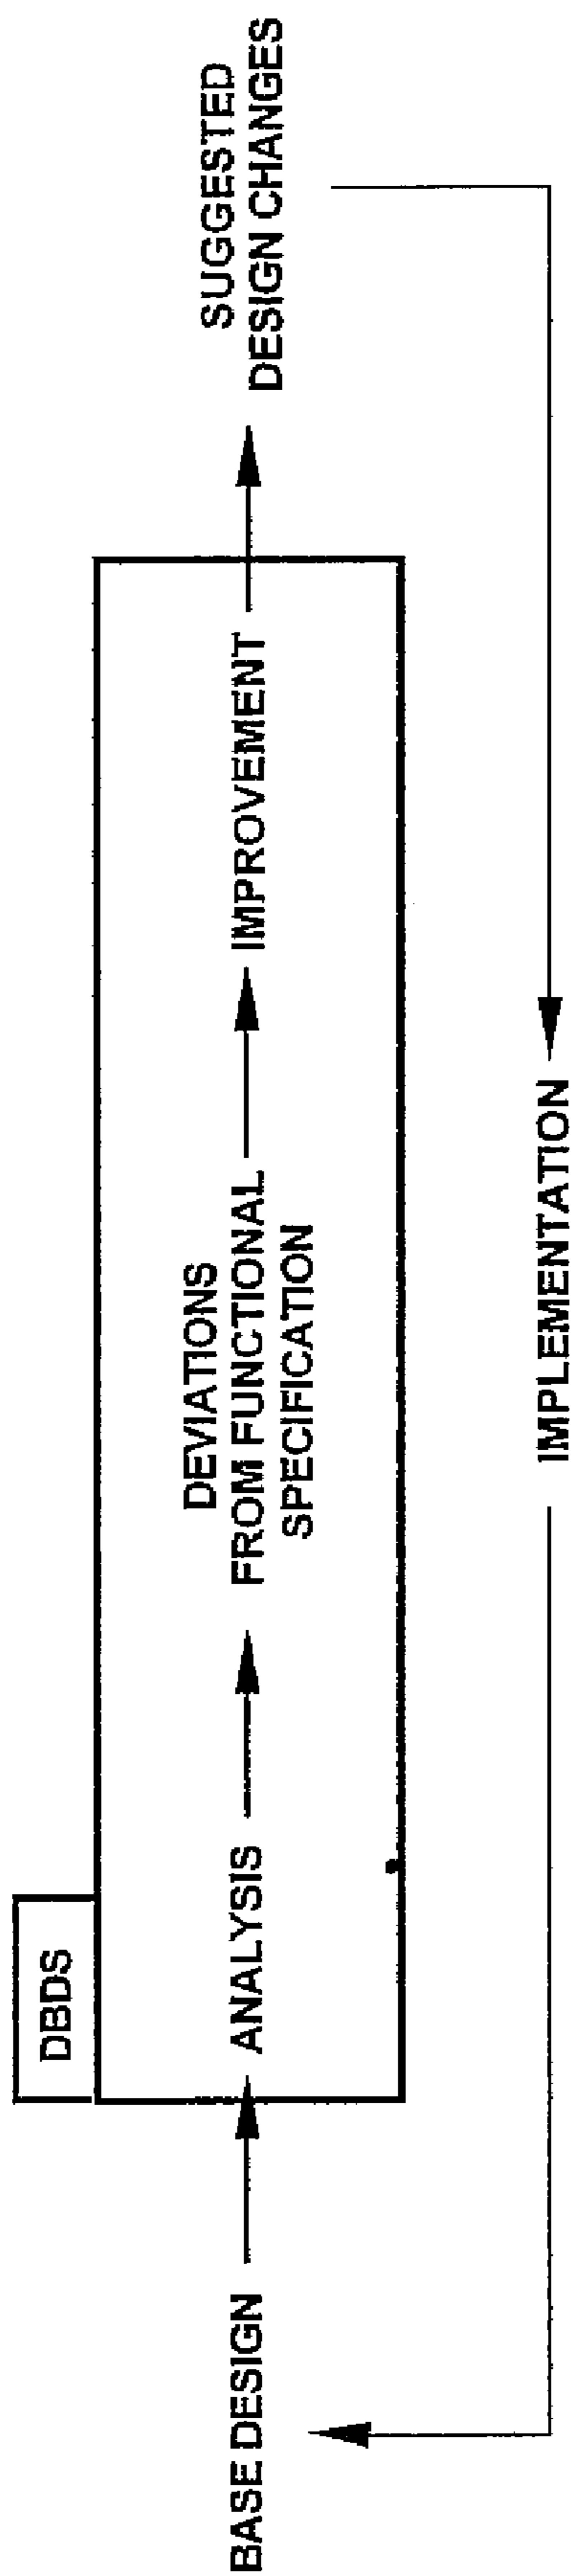 DBDS
BASE DESIGN
ANALYSIS
DEVIATIONS
FROM FUNCTIONAL
SPECIFICATION
IMPROVEMENT
SUGGESTED
DESIGN CHANGES
IMPLEMENTATION